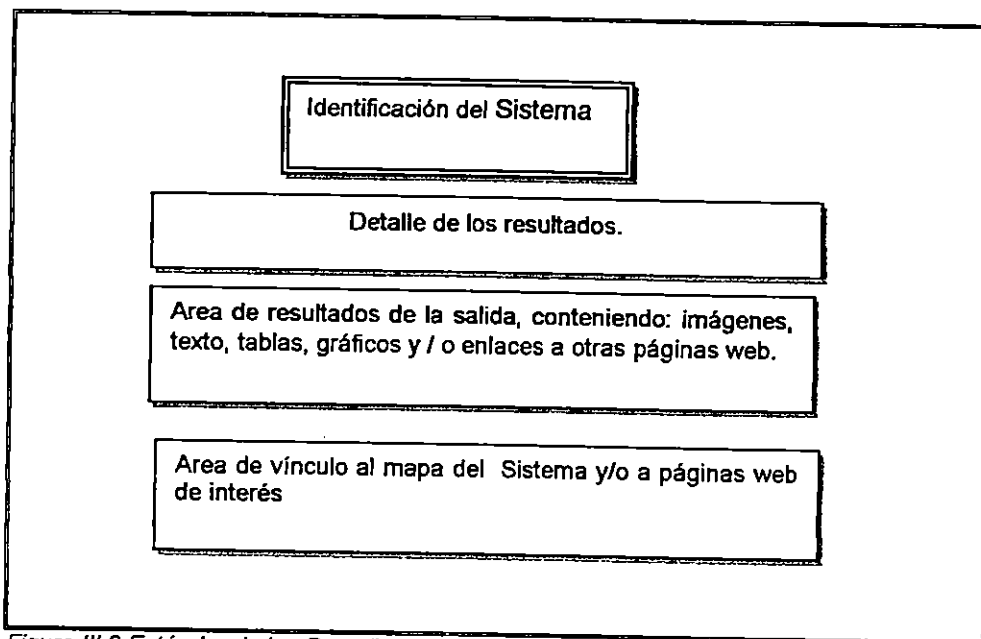 Identificación del Sistema
Detalle de los resultados.
Area de resultados de la salida, conteniendo: imágenes,
texto, tablas, gráficos y / o enlaces a otras páginas web.
Area de vínculo al mapa del Sistema y/o a páginas web
de interés